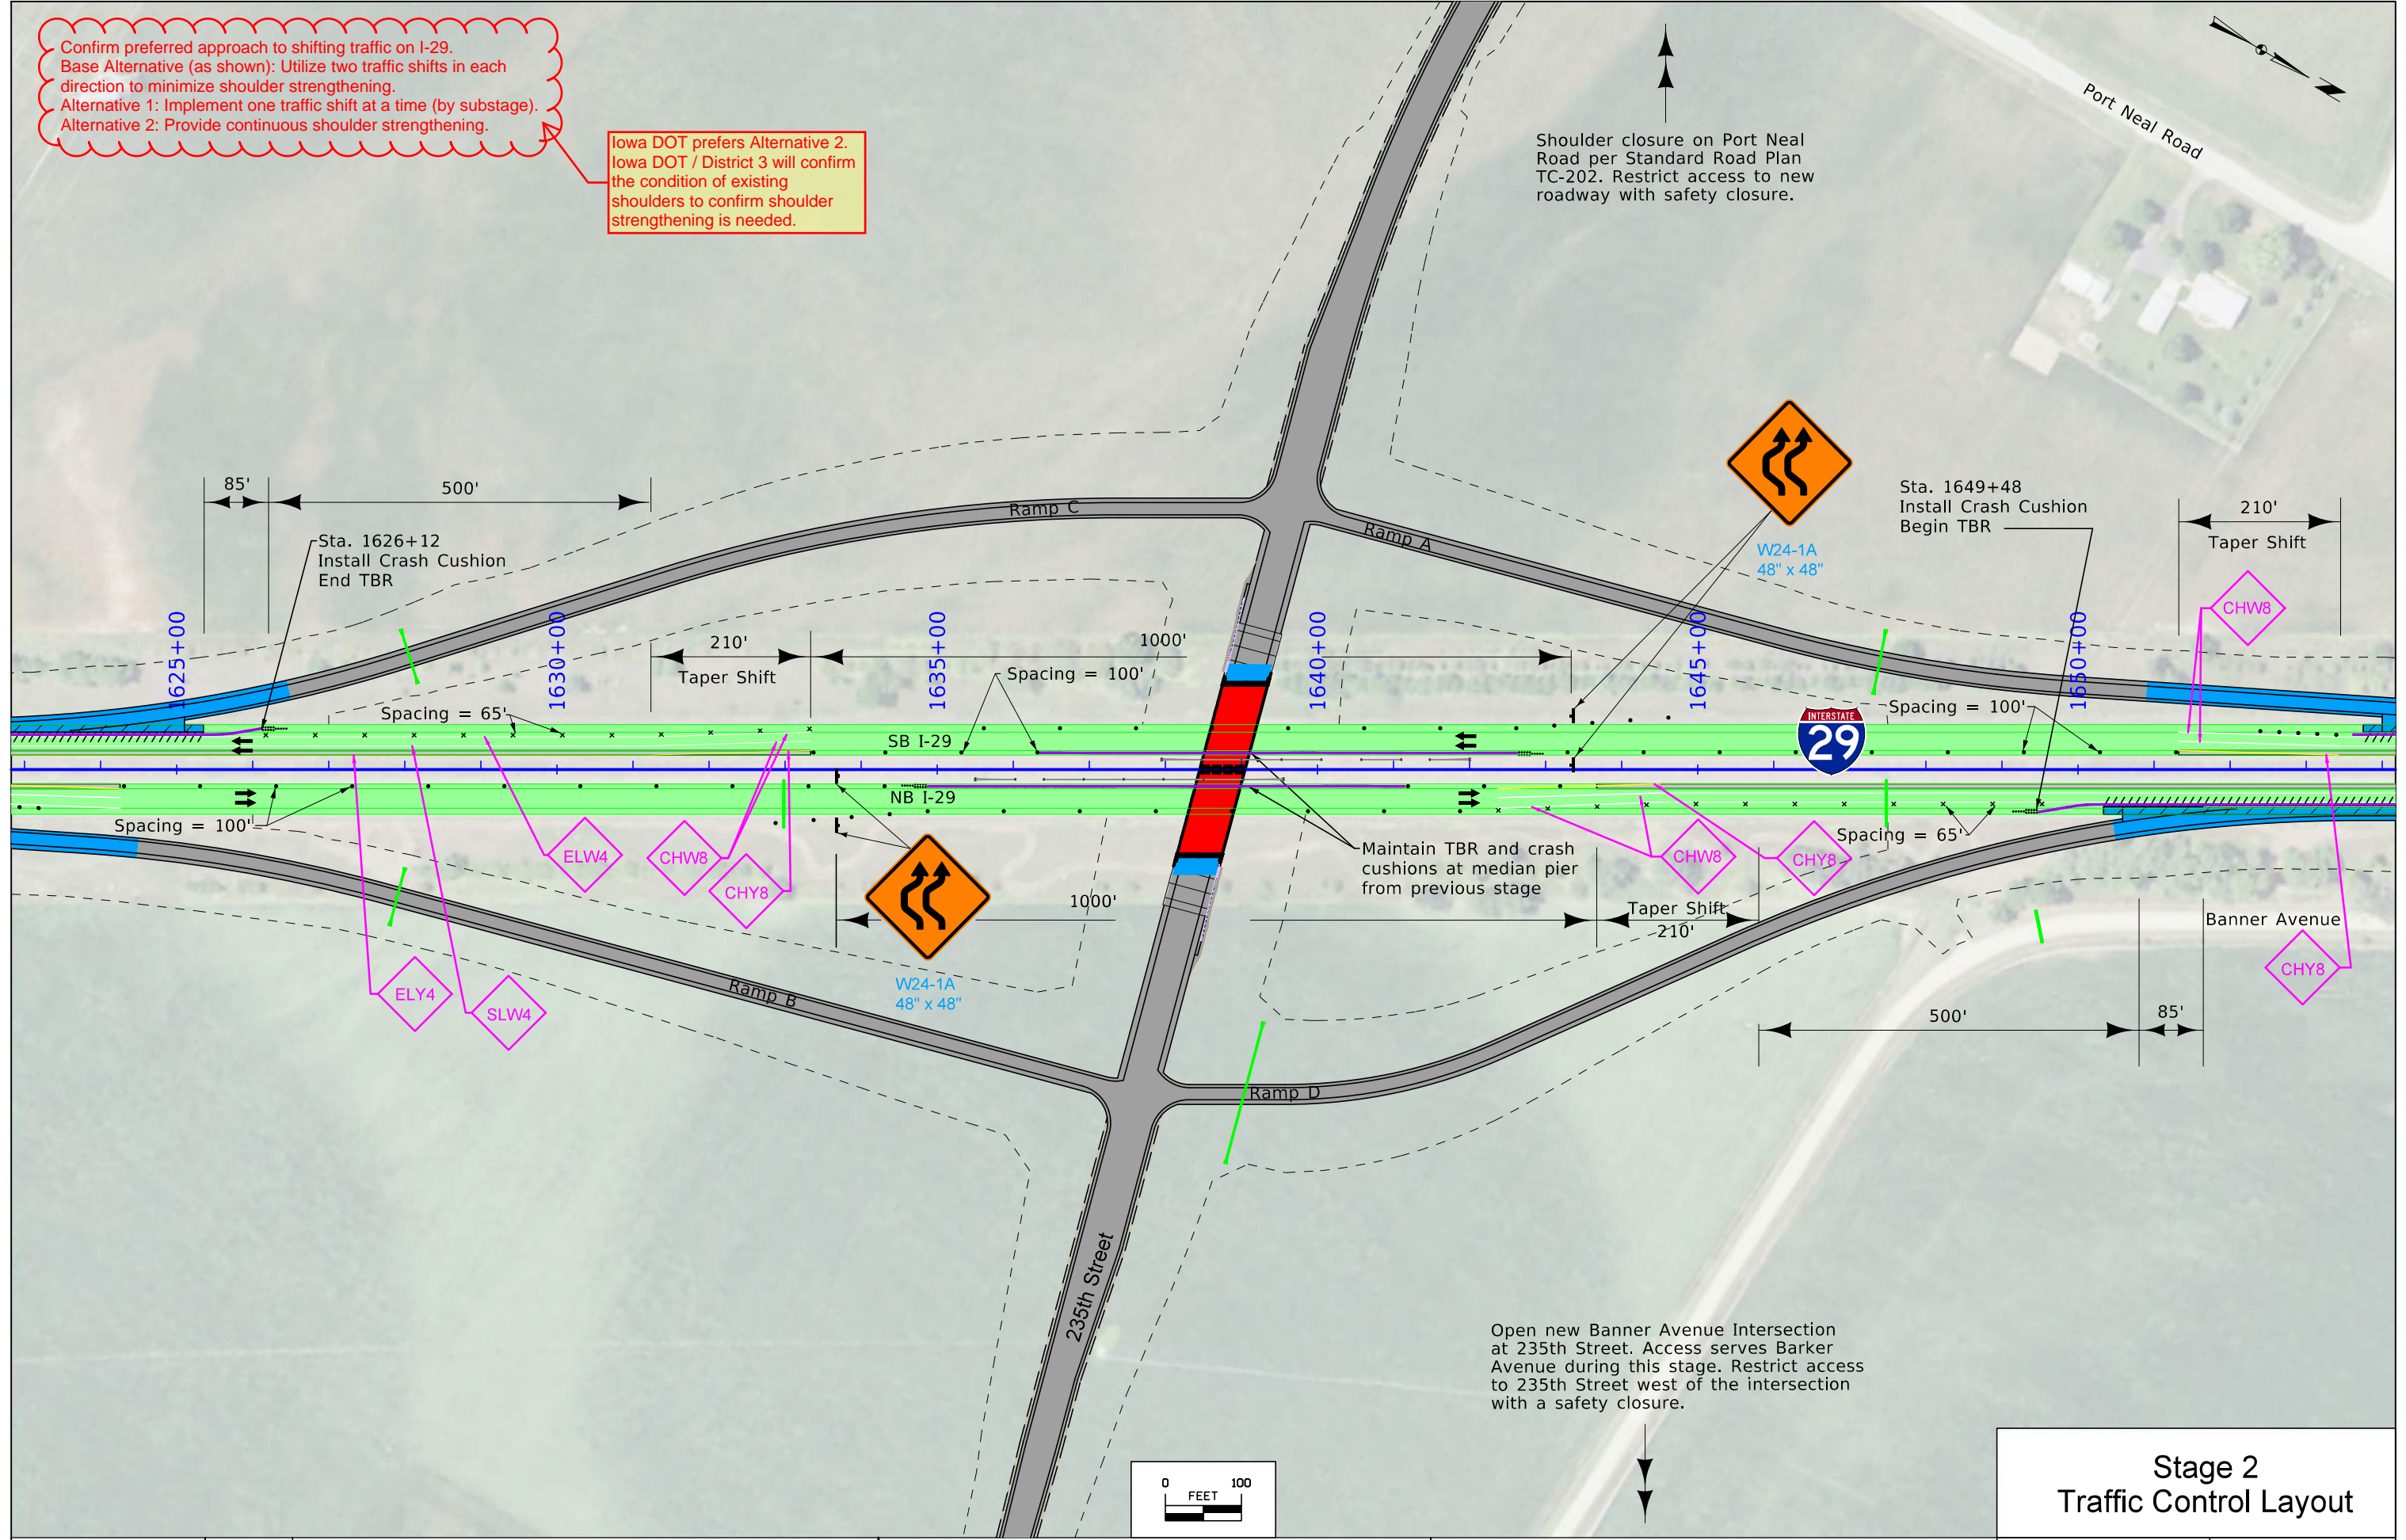 Confirm preferred approach to shifting traffic on I-29.
Base Alternative (as shown): Utilize two traffic shifts in each
direction to minimize shoulder strengthening.
Alternative 1: Implement one traffic shift at a time (by substage).
Alternative 2: Provide continuous shoulder strengthening.
Iowa DOT prefers Alternative 2.
Iowa DOT / District 3 will confirm
the condition of existing
shoulders to confirm shoulder
strengthening is needed.
Shoulder closure on Port Neal
Road per Standard Road Plan
TC-202. Restrict access to new
roadway with safety closure.
N
Port Neal Road
85'
500'
Sta. 1626+12
Install Crash Cushion
End TBR
Ramp C
Ramp A
W24-1A
48" x 48"
Sta. 1649+48
Install Crash Cushion
Begin TBR
210'
Taper Shift
CHW8
1625+00
1630+00
1635+00
1640+00
1645+00
1650+00
210'
Taper Shift
1000'
Spacing = 100'
Spacing = 65'
Spacing = 100'
SB I-29
INTERSTATE
29
NB I-29
Spacing = 100'
Spacing = 65'
ELW4
CHW8
CHY8
CHW8
CHY8
Maintain TBR and crash
cushions at median pier
from previous stage
1000'
Taper Shift
210'
Banner Avenue
CHY8
ELY4
SLW4
W24-1A
48" x 48"
Ramp B
500'
85'
Ramp D
235th Street
Open new Banner Avenue Intersection
at 235th Street. Access serves Barker
Avenue during this stage. Restrict access
to 235th Street west of the intersection
with a safety closure.
0 100
FEET
Stage 2
Traffic Control Layout